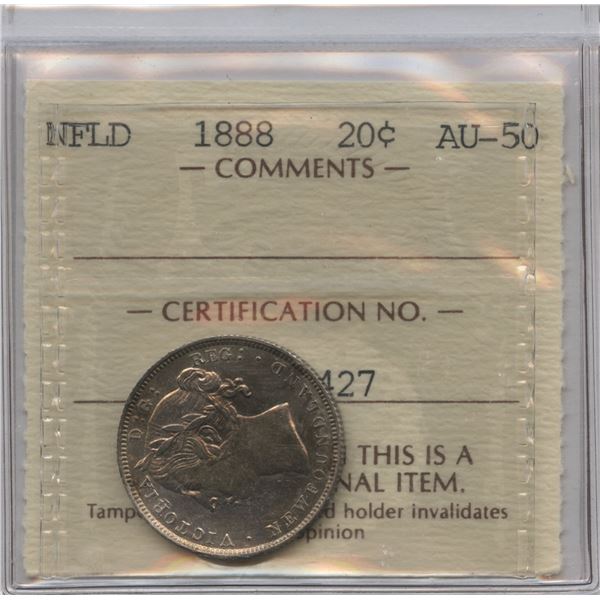 NFLD 1888 20¢ AU-50
— COMMENTS —
— CERTIFICATION NO. —
427
THIS IS A
NAL ITEM.
Tamp d holder invalidates
pinion
VICTORIA DEI: REG: NEWFOUNDLAND